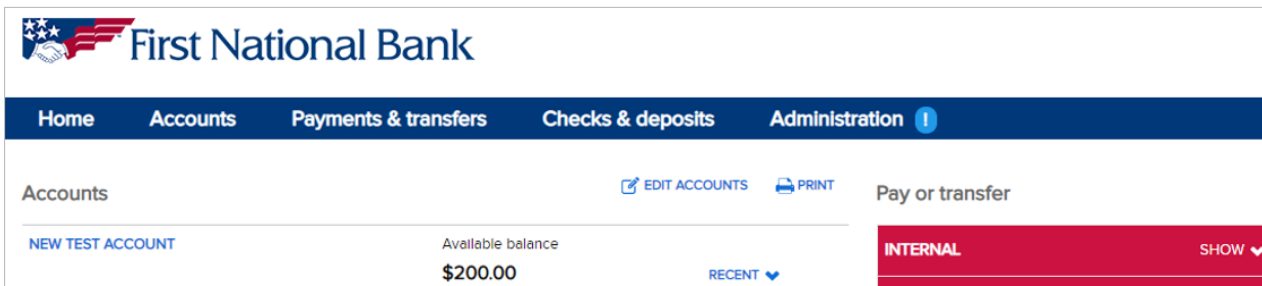 First National Bank
Home Accounts Payments & transfers Checks & deposits Administration !
Accounts EDIT ACCOUNTS PRINT Pay or transfer
NEW TEST ACCOUNT Available balance INTERNAL SHOW
$200.00 RECENT